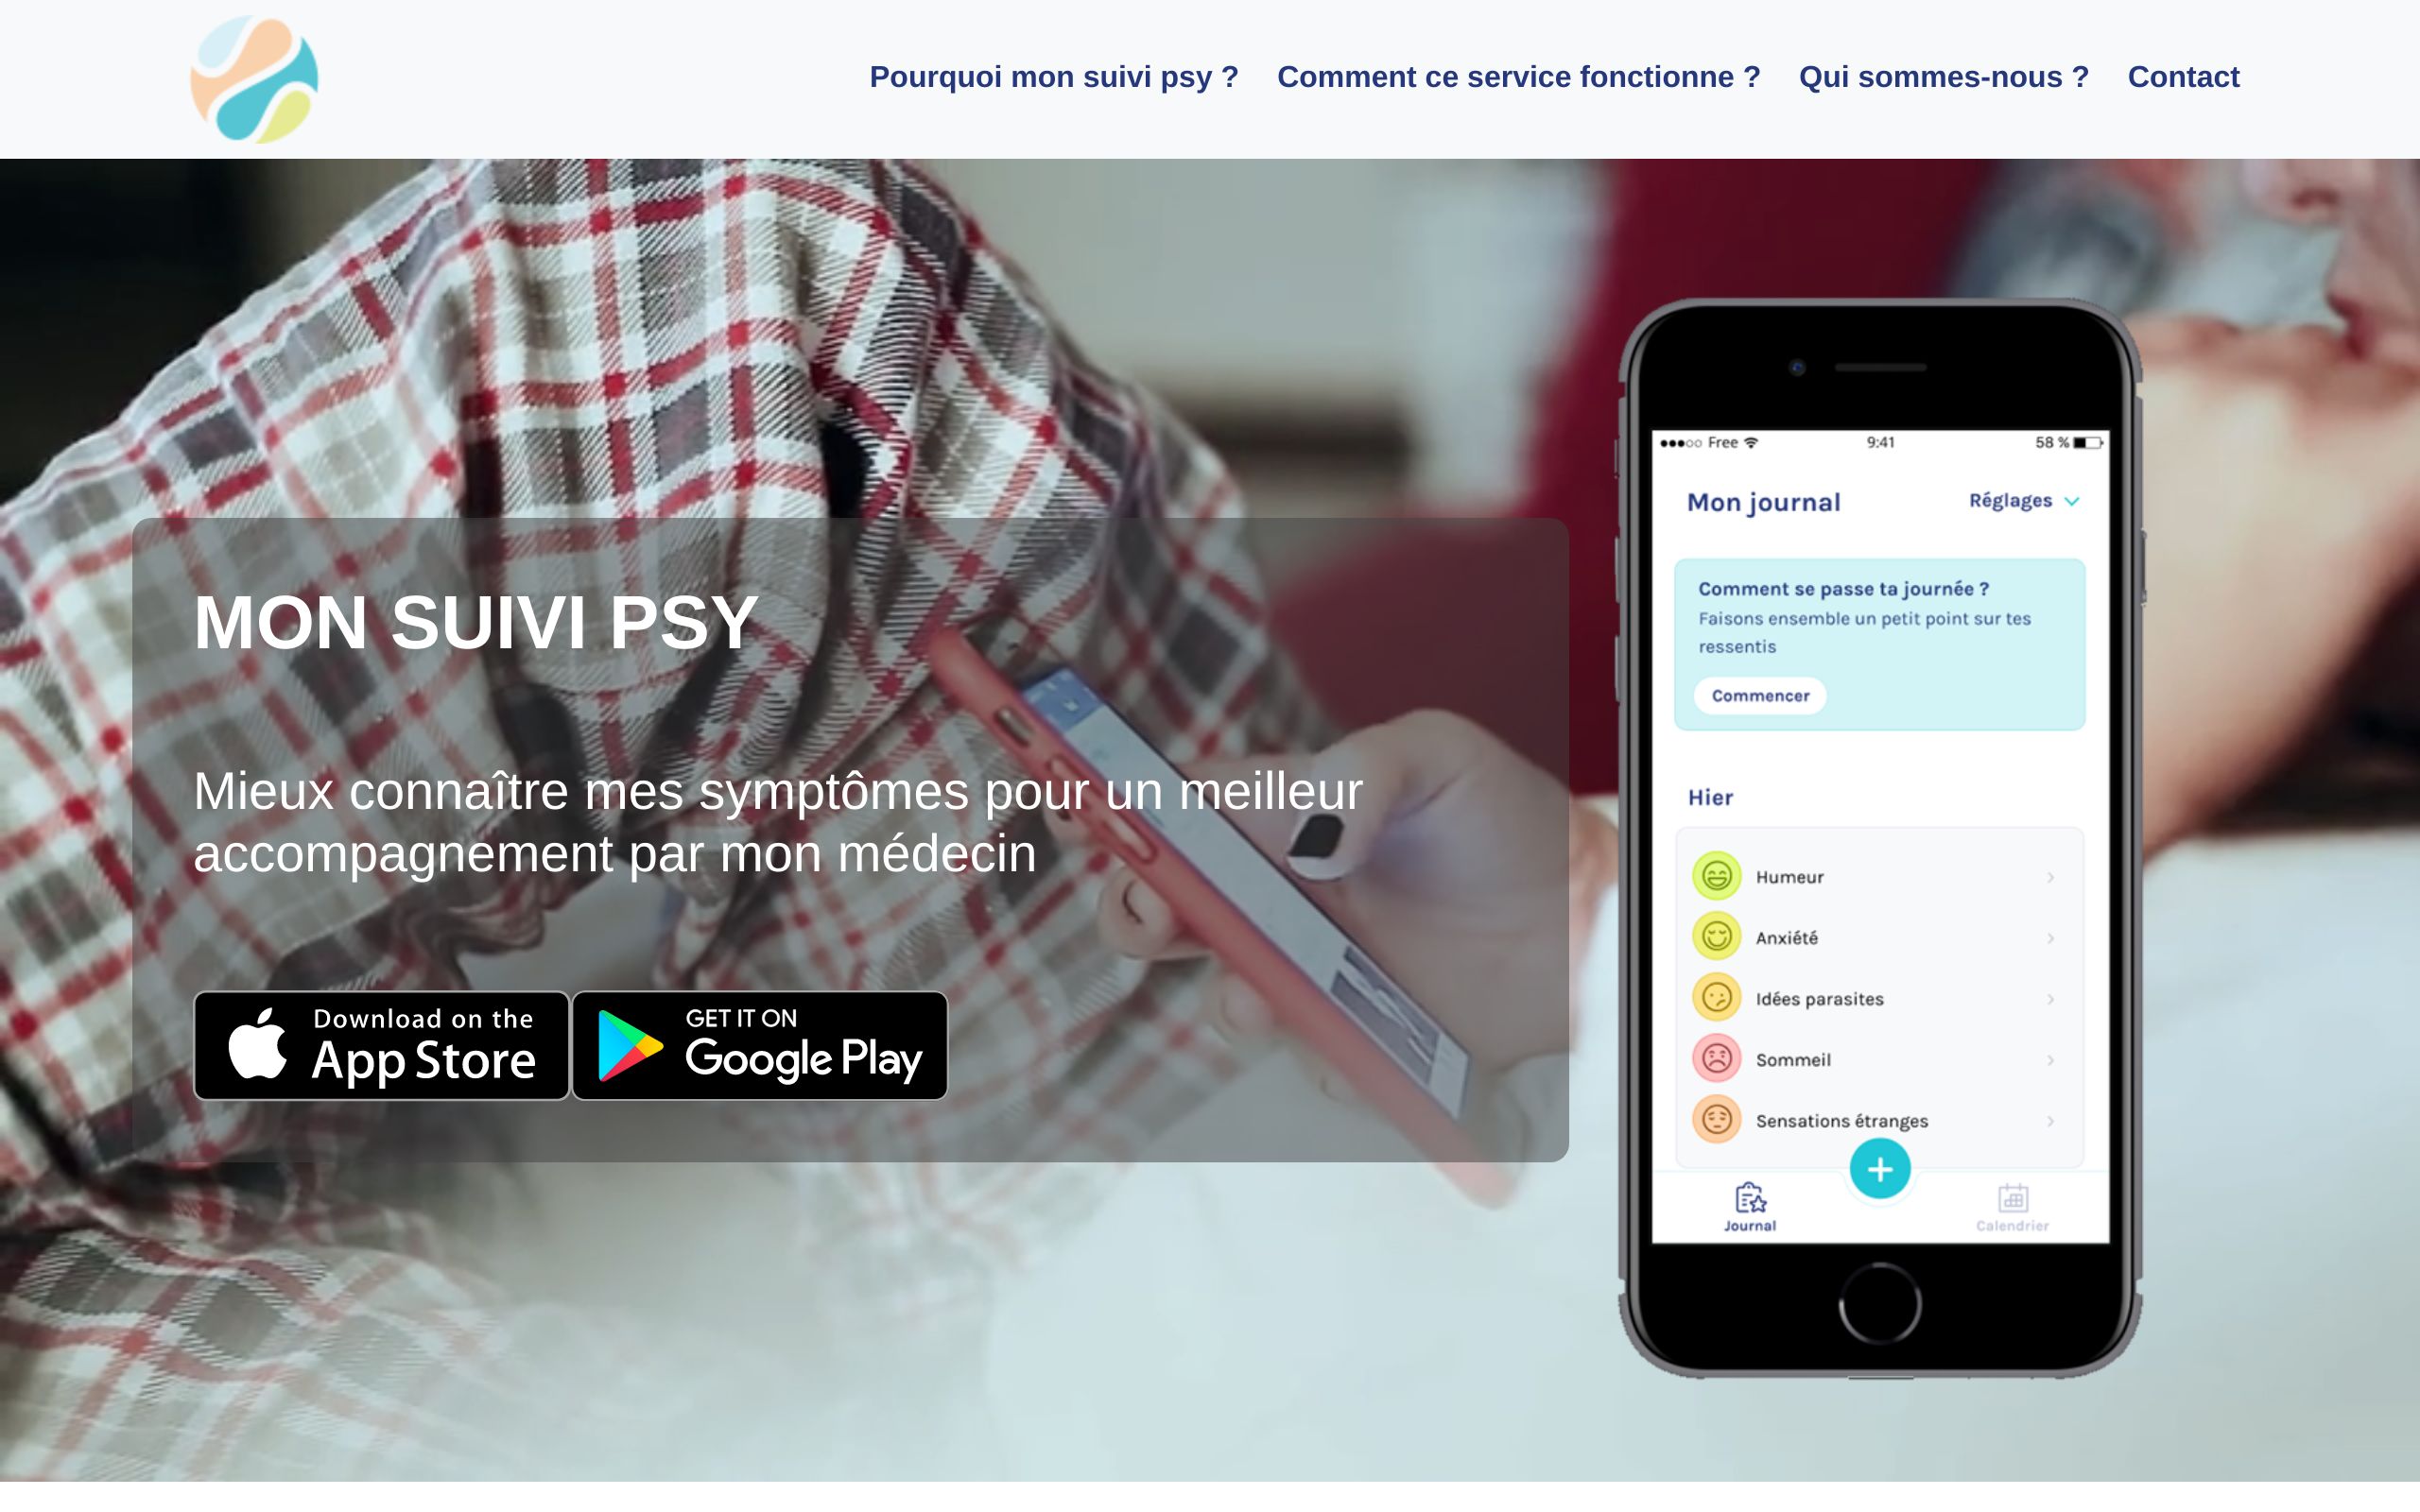 Pourquoi mon suivi psy ? Comment ce service fonctionne ? Qui sommes-nous ? Contact
MON SUIVI PSY
Mieux connaître mes symptômes pour un meilleur
accompagnement par mon médecin
Download on the
App Store
GET IT ON
Google Play
Free 9:41 58 %
Mon journal Réglages
Comment se passe ta journée ?
Faisons ensemble un petit point sur tes
ressentis
Commencer
Hier
Humeur
Anxiété
Idées parasites
Sommeil
Sensations étranges
Journal Calendrier